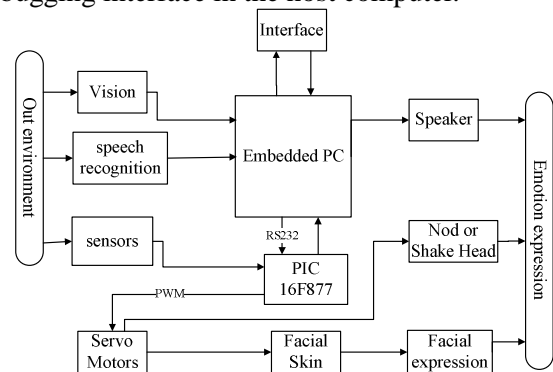 bugging interface in the host computer.
Interface
Out environment
Vision
speech
recognition
sensors
Embedded PC
RS232
PIC
16F877
PWM
Servo
Motors
Facial
Skin
Speaker
Nod or
Shake Head
Facial
expression
Emotion expression